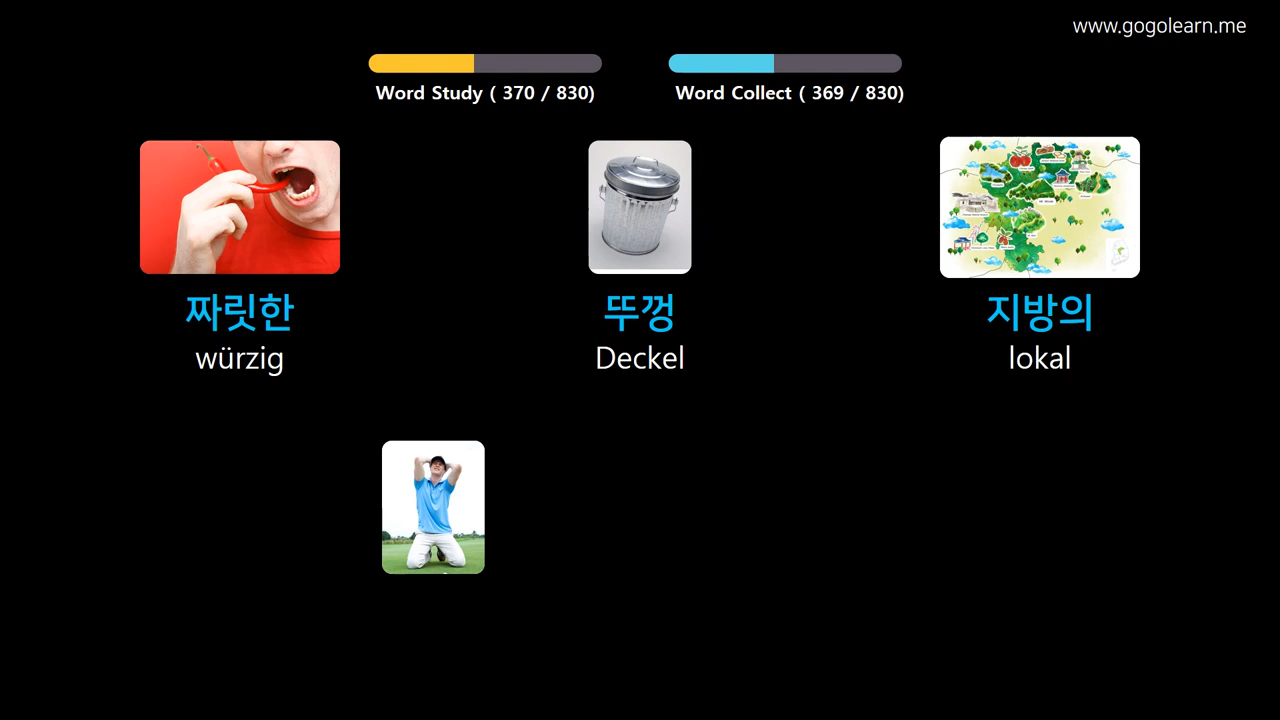 www.gogolearn.me
Word Study ( 370 / 830)
Word Collect ( 369 / 830)
짜릿한
뚜껑
지방의
würzig
Deckel
lokal